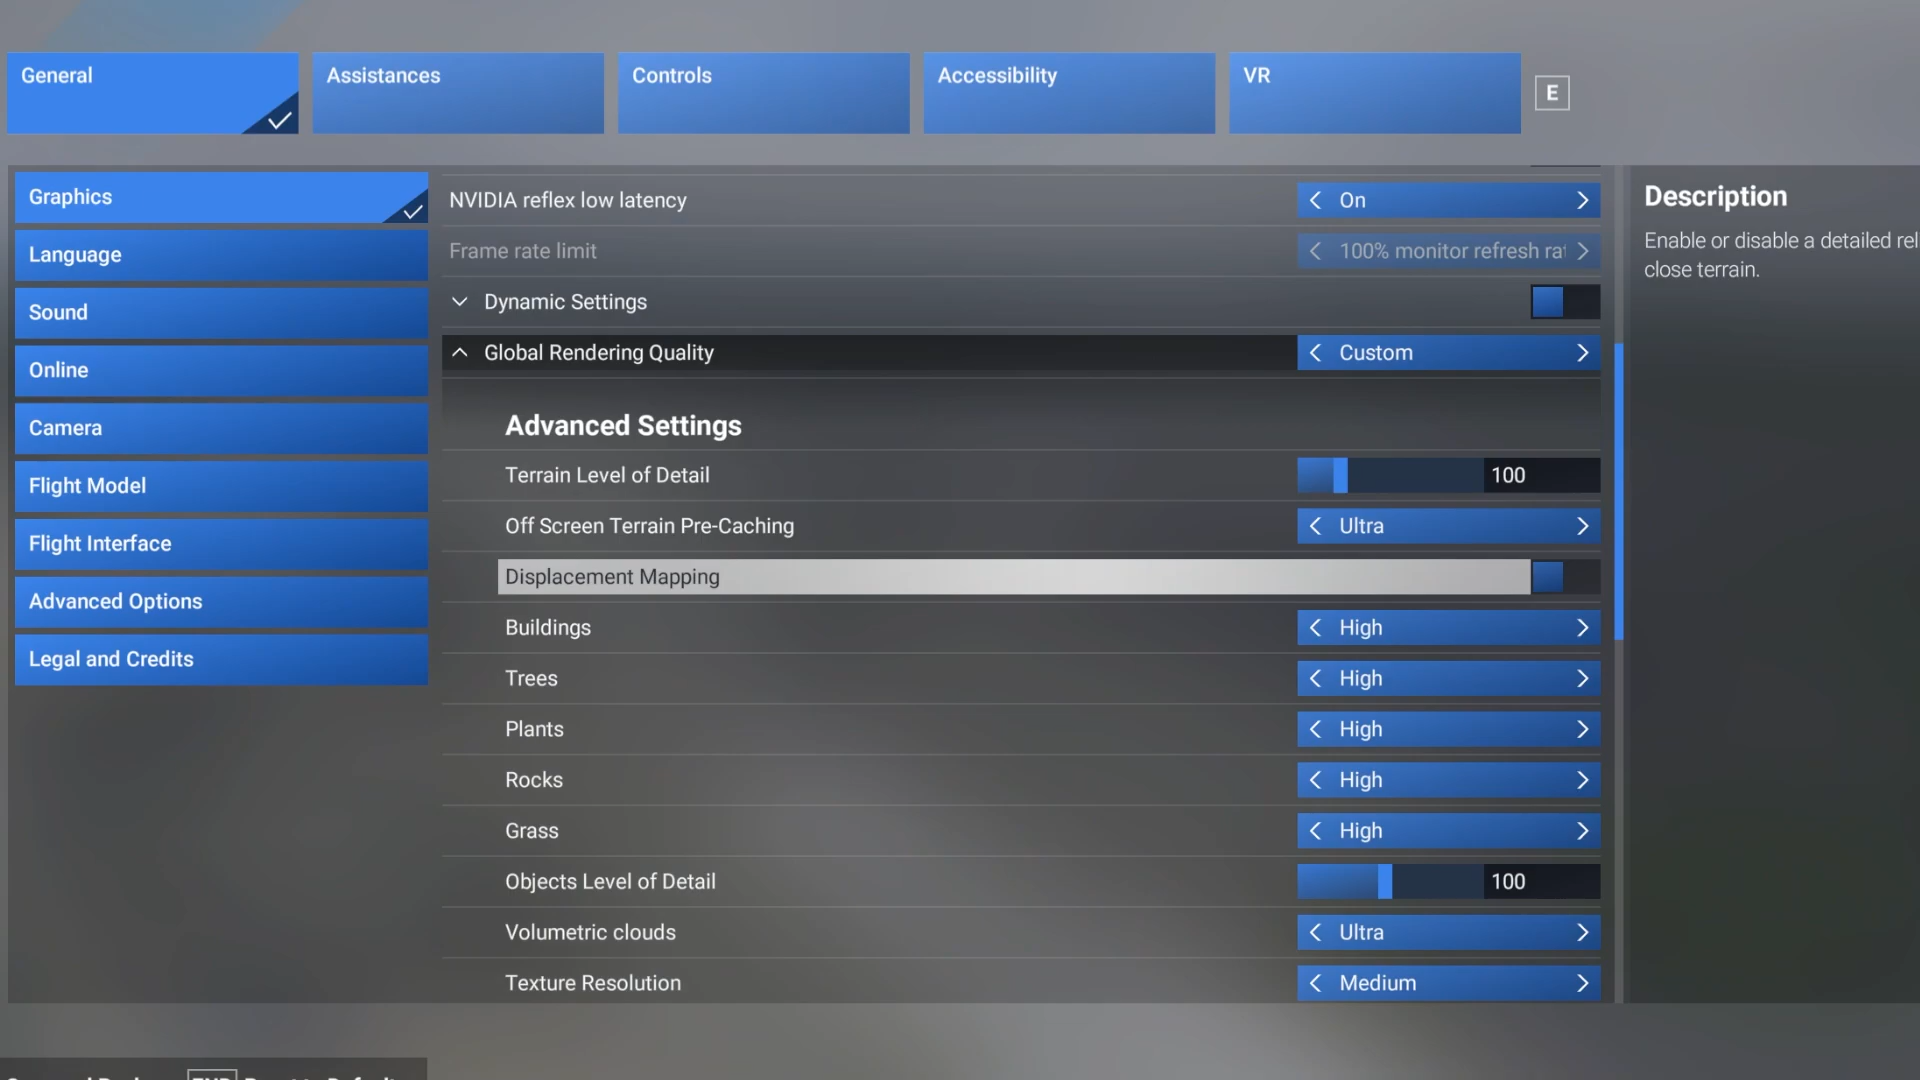 General
Assistances
Controls
Accessibility
VR
E
Graphics
Language
Sound
Online
Camera
Flight Model
Flight Interface
Advanced Options
Legal and Credits
NVIDIA reflex low latency
On
Frame rate limit
100% monitor refresh rat
Dynamic Settings
Global Rendering Quality
Custom
Advanced Settings
Terrain Level of Detail
100
Off Screen Terrain Pre-Caching
Ultra
Displacement Mapping
Buildings
High
Trees
High
Plants
High
Rocks
High
Grass
High
Objects Level of Detail
100
Volumetric clouds
Ultra
Texture Resolution
Medium
Description
Enable or disable a detailed rel
close terrain.